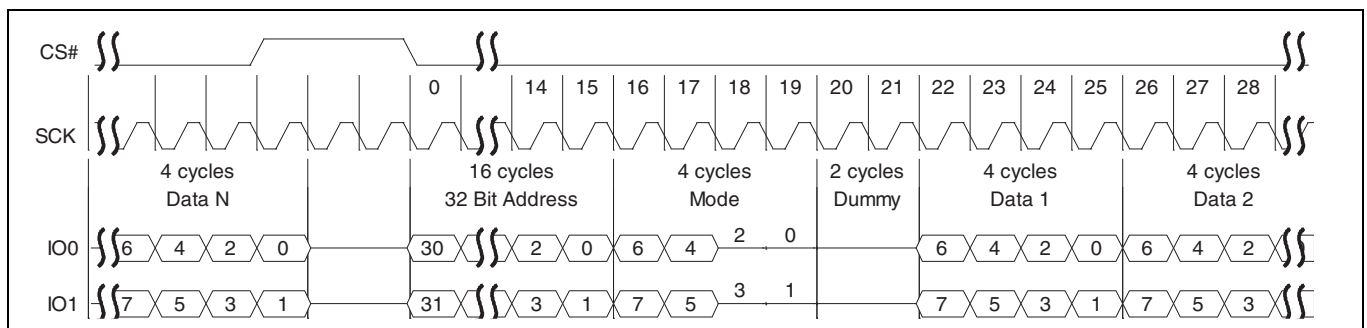 CS#
0 14 15 16 17 18 19 20 21 22 23 24 25 26 27 28
SCK
4 cycles 16 cycles 4 cycles 2 cycles 4 cycles 4 cycles
Data N 32 Bit Address Mode Dummy Data 1 Data 2
IO0 6 4 2 0 30 2 0 6 4 2 0 6 4 2 0 6 4 2
IO1 7 5 3 1 31 3 1 7 5 3 1 7 5 3 1 7 5 3